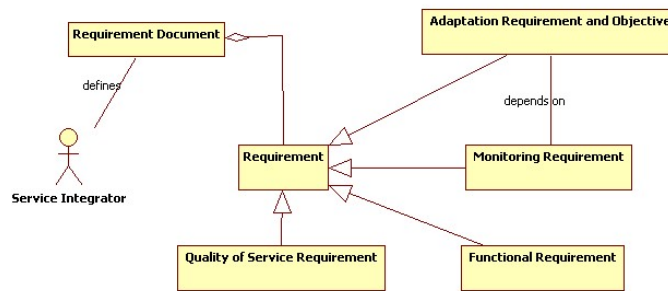 Requirement Document
Adaptation Requirement and Objective
defines
depends on
Requirement
Monitoring Requirement
Service Integrator
Quality of Service Requirement
Functional Requirement